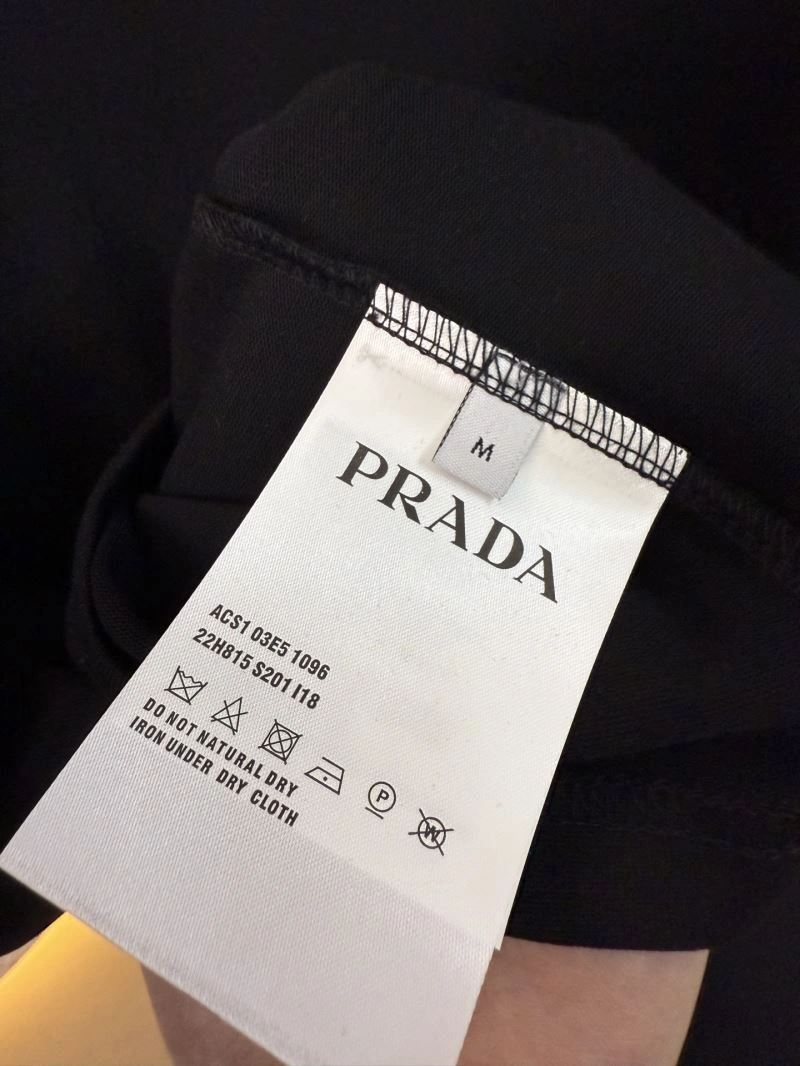 M
PRADA
ACS1 03E5 1096
22H815 S201 I18
DO NOT NATURAL DRY
IRON UNDER DRY CLOTH
P
W